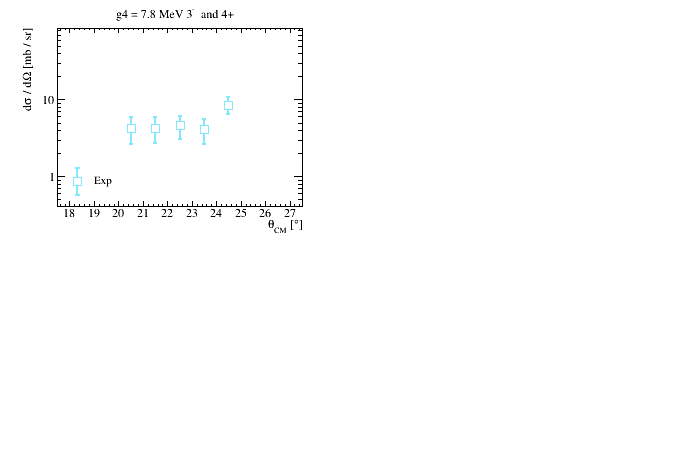 g4 = 7.8 MeV 3⁻ and 4+
dσ / dΩ [mb / sr]
10
1
Exp
18 19 20 21 22 23 24 25 26 27
θCM [°]